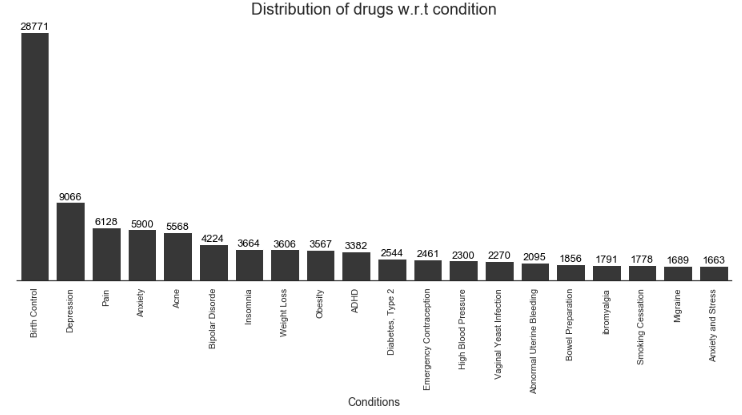 Distribution of drugs w.r.t condition
28771
9066
6128
5900
5568
4224
3664
3606
3567
3382
2544
2461
2300
2270
2095
1856
1791
1778
1689
1663
Birth Control
Depression
Pain
Anxiety
Acne
Bipolar Disorde
Insomnia
Weight Loss
Obesity
ADHD
Diabetes, Type 2
Emergency Contraception
High Blood Pressure
Vaginal Yeast Infection
Abnormal Uterine Bleeding
Bowel Preparation
ibromyalgia
Smoking Cessation
Migraine
Anxiety and Stress
Conditions